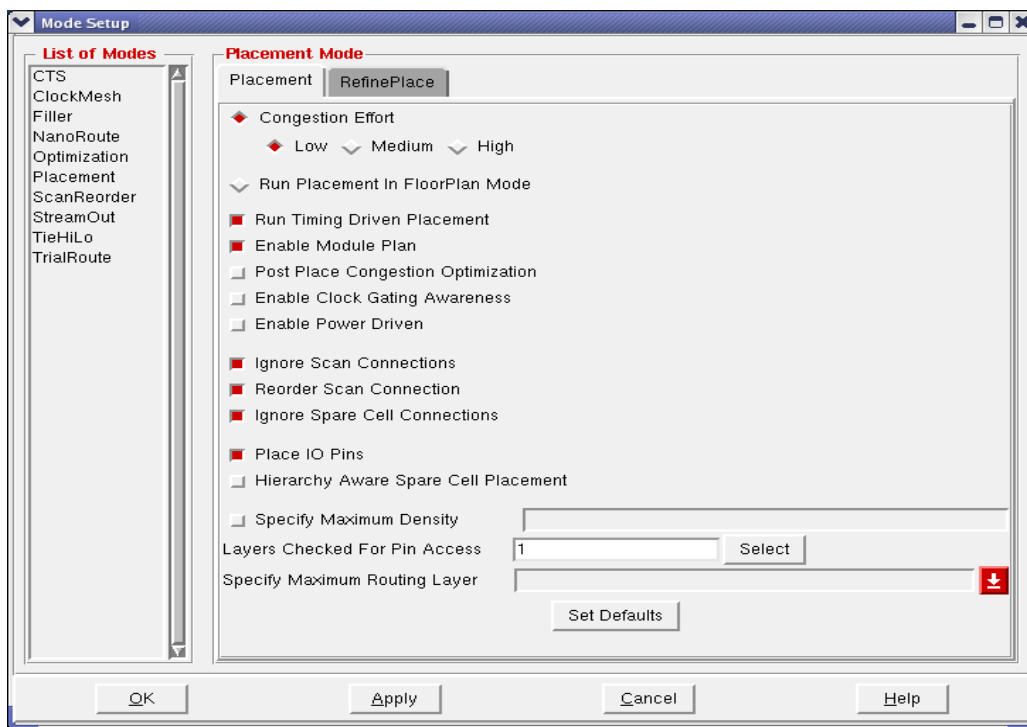 Mode Setup
List of Modes
CTS
ClockMesh
Filler
NanoRoute
Optimization
Placement
ScanReorder
StreamOut
TieHiLo
TrialRoute
Placement Mode
Placement RefinePlace
Congestion Effort
Low Medium High
Run Placement In FloorPlan Mode
Run Timing Driven Placement
Enable Module Plan
Post Place Congestion Optimization
Enable Clock Gating Awareness
Enable Power Driven
Ignore Scan Connections
Reorder Scan Connection
Ignore Spare Cell Connections
Place IO Pins
Hierarchy Aware Spare Cell Placement
Specify Maximum Density
Layers Checked For Pin Access 1 Select
Specify Maximum Routing Layer
Set Defaults
OK Apply Cancel Help